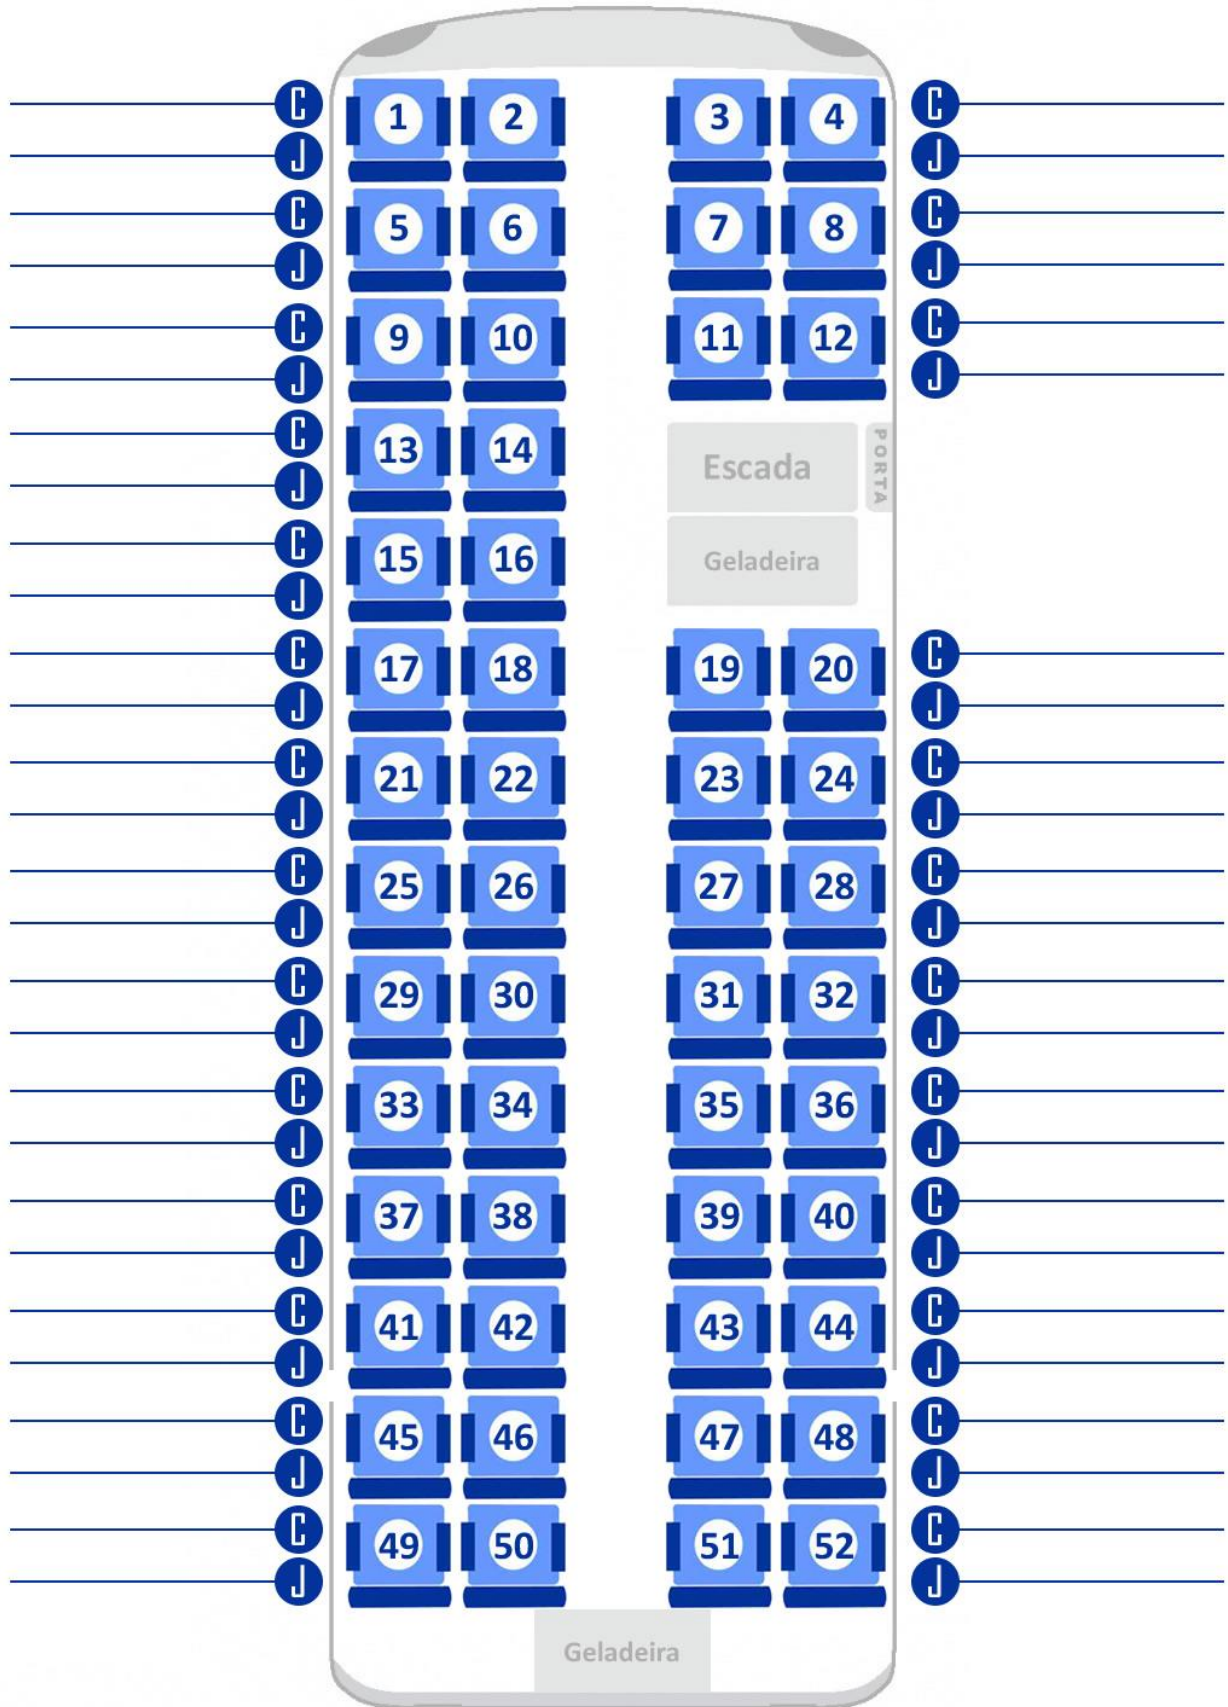 C 1 2 3 4 C
J J
C 5 6 7 8 C
J J
C 9 10 11 12 C
J J
C 13 14 Escada PORTA
J
C 15 16 Geladeira
J
C 17 18 19 20 C
J J
C 21 22 23 24 C
J J
C 25 26 27 28 C
J J
C 29 30 31 32 C
J J
C 33 34 35 36 C
J J
C 37 38 39 40 C
J J
C 41 42 43 44 C
J J
C 45 46 47 48 C
J J
C 49 50 51 52 C
J J
Geladeira